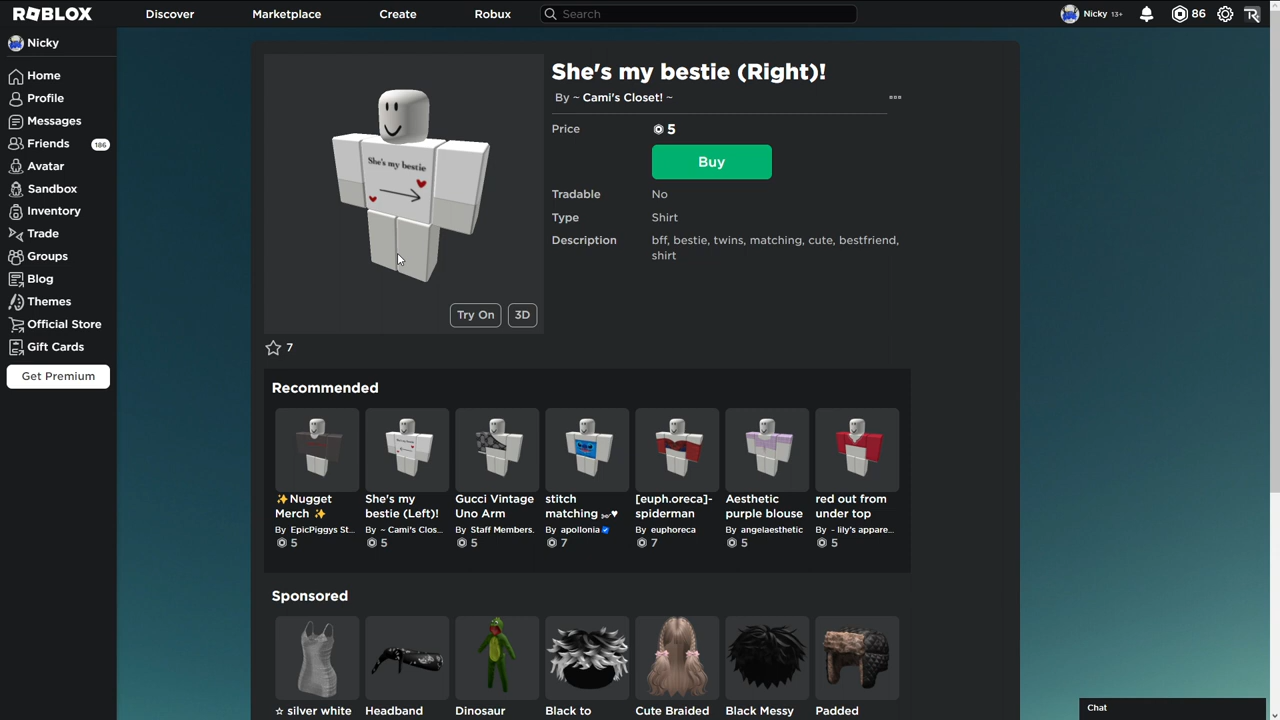 ROBLOX
Discover
Marketplace
Create
Robux
Search
Nicky 13+
86
Nicky
Home
Profile
Messages
Friends 186
Avatar
Sandbox
Inventory
Trade
Groups
Blog
Themes
Official Store
Gift Cards
Get Premium
She's my bestie
Try On
3D
7
She's my bestie (Right)!
By ~ Cami's Closet! ~
Price 5
Buy
Tradable No
Type Shirt
Description bff, bestie, twins, matching, cute, bestfriend,
shirt
Recommended
✨Nugget
Merch ✨
By EpicPiggys St...
5
She's my
bestie (Left)!
By ~ Cami's Clos...
5
Gucci Vintage
Uno Arm
By Staff Members.
5
stitch
matching
By apollonia
7
[euph.oreca]-
spiderman
By euphoreca
7
Aesthetic
purple blouse
By angelaesthetic
5
red out from
under top
By - lily's appare...
5
Sponsored
☆ silver white
Headband
Dinosaur
Black to
Cute Braided
Black Messy
Padded
Chat